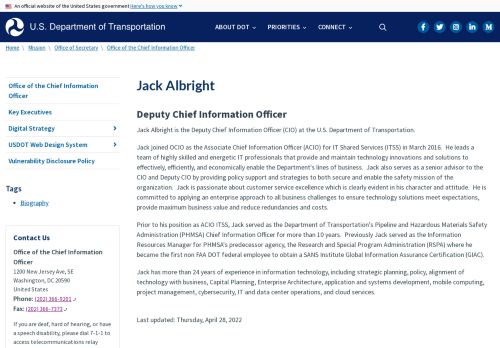 An official website of the United States government Here's how you know
U.S. Department of Transportation
ABOUT DOT
PRIORITIES
CONNECT
Home \ Mission \ Office of Secretary \ Office of the Chief Information Officer
Office of the Chief Information
Officer
Key Executives
Digital Strategy
USDOT Web Design System
Vulnerability Disclosure Policy
Tags
Biography
Contact Us
Office of the Chief Information
Officer
1200 New Jersey Ave, SE
Washington, DC 20590
United States
Phone: (202) 366-9201
Fax: (202) 366-7373
If you are deaf, hard of hearing, or
have a speech disability, please dial 7-1-1 to
access telecommunications relay
Jack Albright
Deputy Chief Information Officer
Jack Albright is the Deputy Chief Information Officer (CIO) at the U.S. Department of Transportation.
Jack joined OCIO as the Associate Chief Information Officer (ACIO) for IT Shared Services (ITSS) in March 2016. He leads a
team of highly skilled and energetic IT professionals that provide and maintain technology innovations and solutions to
effectively, efficiently, and economically enable the Department's lines of business. Jack also serves as a senior advisor to the
CIO and Deputy CIO by providing policy support and strategies to both secure and enable the safety mission of the
organization. Jack is passionate about customer service excellence which is clearly evident in his character and attitude. He is
committed to applying an enterprise approach to all business challenges to ensure technology solutions meet expectations,
provide maximum business value and reduce redundancies and costs.
Prior to his position as ACIO ITSS, Jack served as the Department of Transportation's Pipeline and Hazardous Materials Safety
Administration (PHMSA) Chief Information Officer for more than 10 years. Previously Jack served as the Information
Resources Manager for PHMSA's predecessor agency, the Research and Special Program Administration (RSPA) where he
became the first non FAA DOT federal employee to obtain a SANS Institute Global Information Assurance Certification (GIAC).
Jack has more than 24 years of experience in information technology, including strategic planning, policy, alignment of
technology with business, Capital Planning, Enterprise Architecture, application and systems development, mobile computing,
project management, cybersecurity, IT and data center operations, and cloud services.
Last updated: Thursday, April 28, 2022